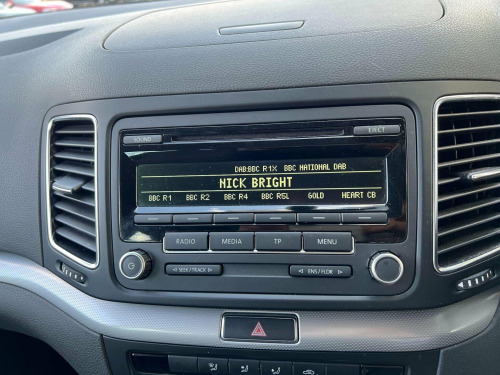 SOUND
EJECT
DAB:BBC R1X BBC NATIONAL DAB
NICK BRIGHT
BBC R1 BBC R2 BBC R4 BBC R5L GOLD HEART CB
RADIO MEDIA TP MENU
◁ SEEK/TRACK ▷
◁ ENS/FLDR ▷